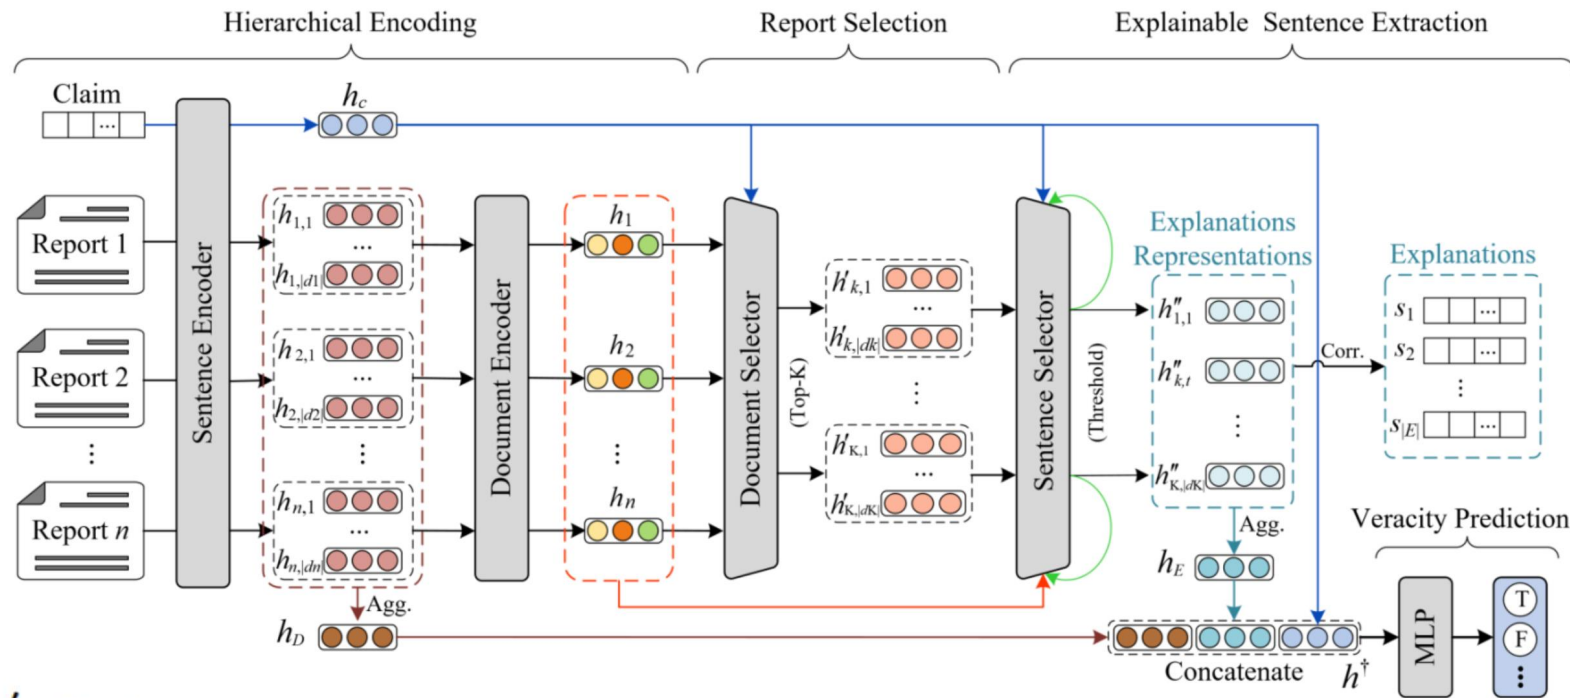 Hierarchical Encoding
Report Selection
Explainable Sentence Extraction
Claim
...
h_c
Report 1
Report 2
⋮
Report n
Sentence Encoder
h_{1,1}
...
h_{1,|d1|}
h_{2,1}
...
h_{2,|d2|}
⋮
h_{n,1}
...
h_{n,|dn|}
Agg.
h_D
Document Encoder
h_1
h_2
⋮
h_n
Document Selector
(Top-K)
h'_{k,1}
...
h'_{k,|dk|}
⋮
h'_{K,1}
...
h'_{K,|dK|}
Sentence Selector
(Threshold)
Explanations
Representations
h''_{1,1}
h''_{k,t}
⋮
h''_{K,|dK|}
Agg.
h_E
Corr.
Explanations
s_1 ...
s_2 ...
⋮
s_{|E|} ...
Concatenate
h^†
Veracity Prediction
MLP
T
F
⋮